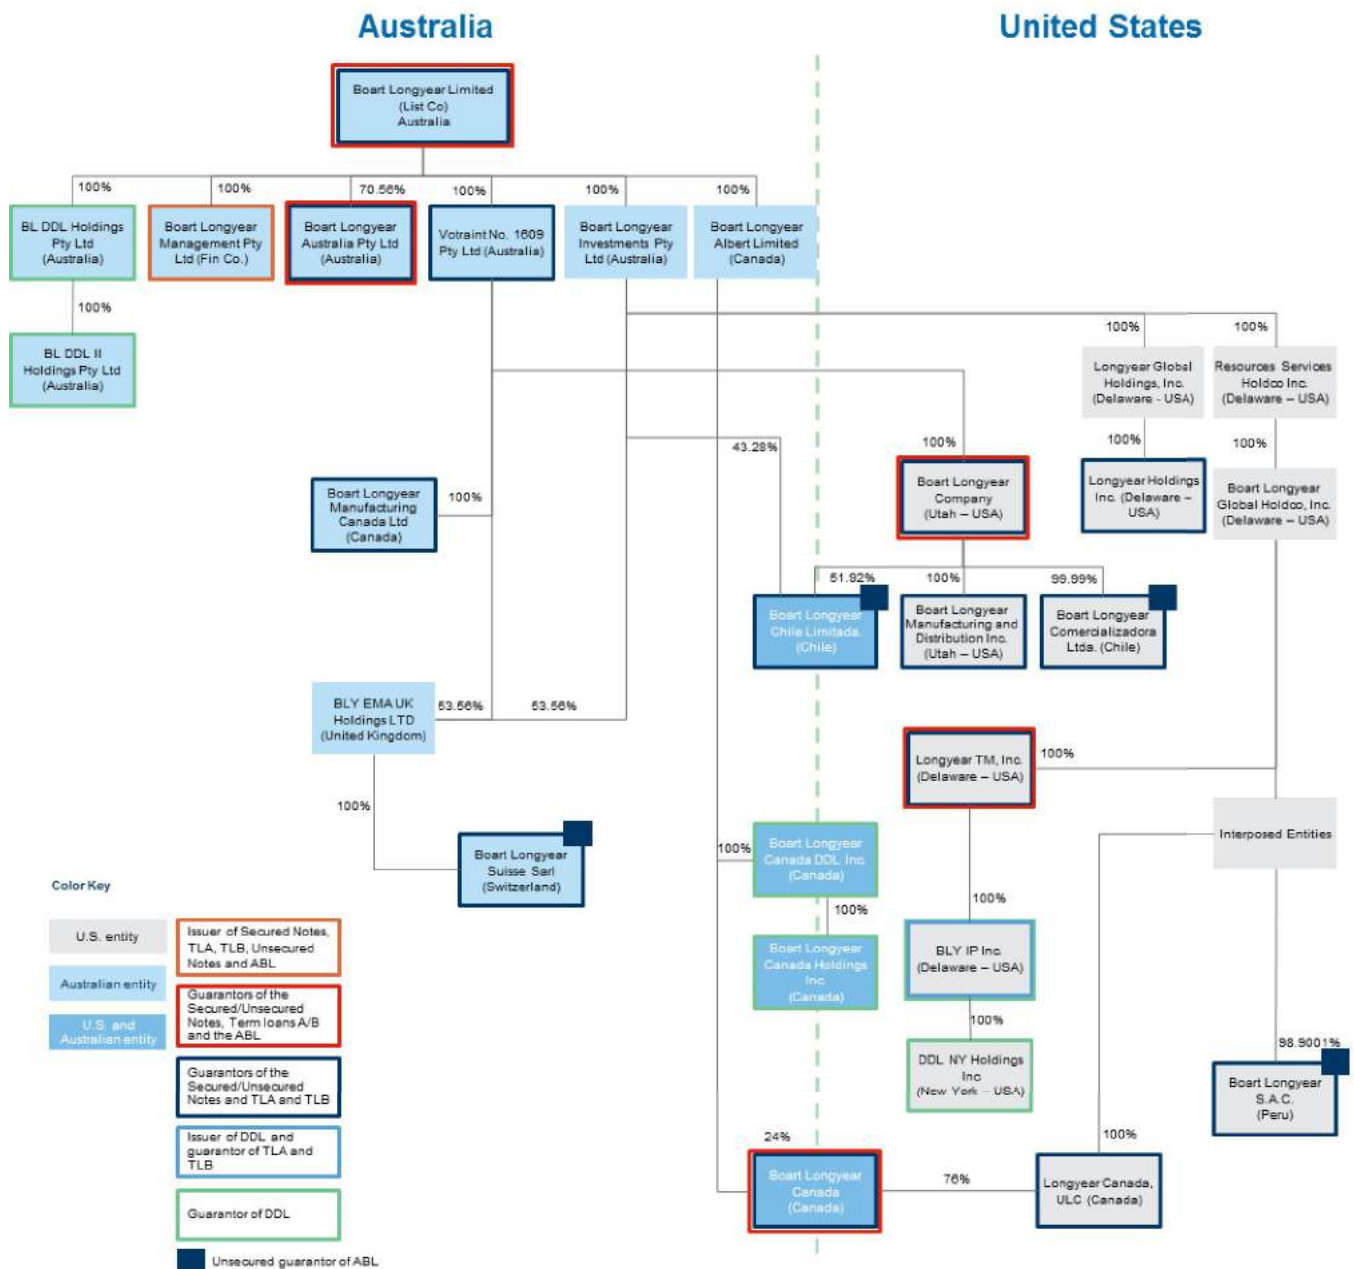 Australia
United States
Boart Longyear Limited
(List Co)
Australia
100%
100%
70.56%
100%
100%
100%
BL DDL Holdings
Pty Ltd
(Australia)
Boart Longyear
Management Pty
Ltd (Fin Co.)
Boart Longyear
Australia Pty Ltd
(Australia)
Votraint No. 1609
Pty Ltd (Australia)
Boart Longyear
Investments Pty
Ltd (Australia)
Boart Longyear
Albert Limited
(Canada)
100%
100%
100%
BL DDL II
Holdings Pty Ltd
(Australia)
Longyear Global
Holdings, Inc.
(Delaware - USA)
Resources Services
Holdco Inc.
(Delaware – USA)
43.28%
100%
100%
100%
Boart Longyear
Manufacturing
Canada Ltd
(Canada)
100%
Boart Longyear
Company
(Utah – USA)
Longyear Holdings
Inc. (Delaware –
USA)
Boart Longyear
Global Holdco, Inc.
(Delaware – USA)
51.92%
100%
99.99%
Boart Longyear
Chile Limitada.
(Chile)
Boart Longyear
Manufacturing and
Distribution Inc.
(Utah – USA)
Boart Longyear
Comercializadora
Ltda. (Chile)
BLY EMA UK
Holdings LTD
(United Kingdom)
53.56%
53.56%
Longyear TM, Inc.
(Delaware – USA)
100%
100%
Boart Longyear
Suisse Sarl
(Switzerland)
100%
Boart Longyear
Canada DDL Inc.
(Canada)
Interposed Entities
100%
100%
Boart Longyear
Canada Holdings
Inc.
(Canada)
BLY IP Inc.
(Delaware – USA)
100%
DDL NY Holdings
Inc
(New York – USA)
98.9001%
Boart Longyear
S.A.C.
(Peru)
24%
100%
Boart Longyear
Canada
(Canada)
76%
Longyear Canada,
ULC (Canada)
Color Key
U.S. entity
Australian entity
U.S. and
Australian entity
Issuer of Secured Notes,
TLA, TLB, Unsecured
Notes and ABL
Guarantors of the
Secured/Unsecured
Notes, Term loans A/B
and the ABL
Guarantors of the
Secured/Unsecured
Notes and TLA and TLB
Issuer of DDL and
guarantor of TLA and
TLB
Guarantor of DDL
Unsecured guarantor of ABL